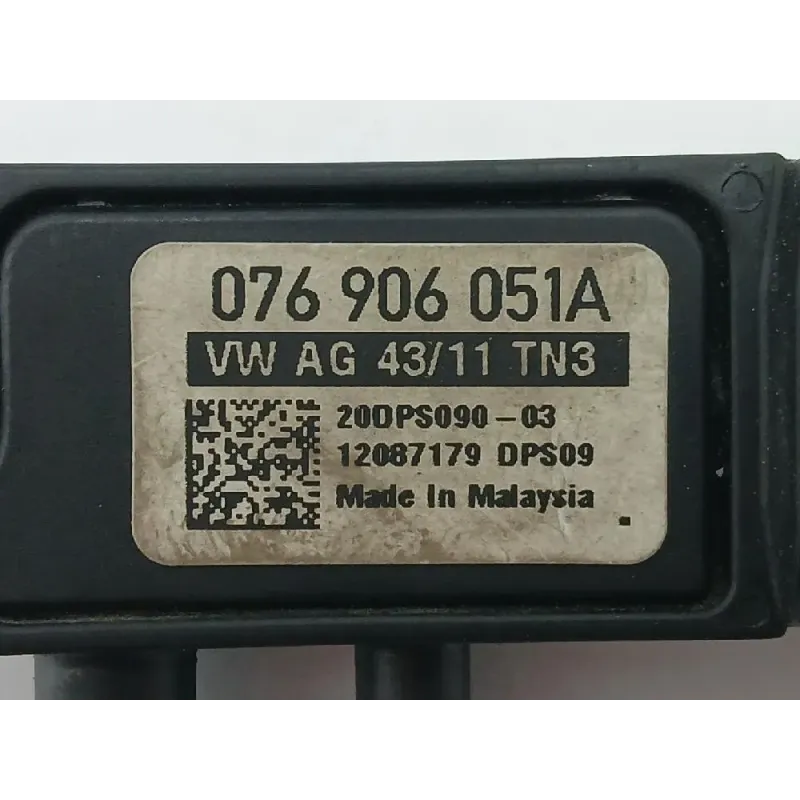 076 906 051A
VW AG 43/11 TN3
20DPS090-03
12087179 DPS09
Made In Malaysia